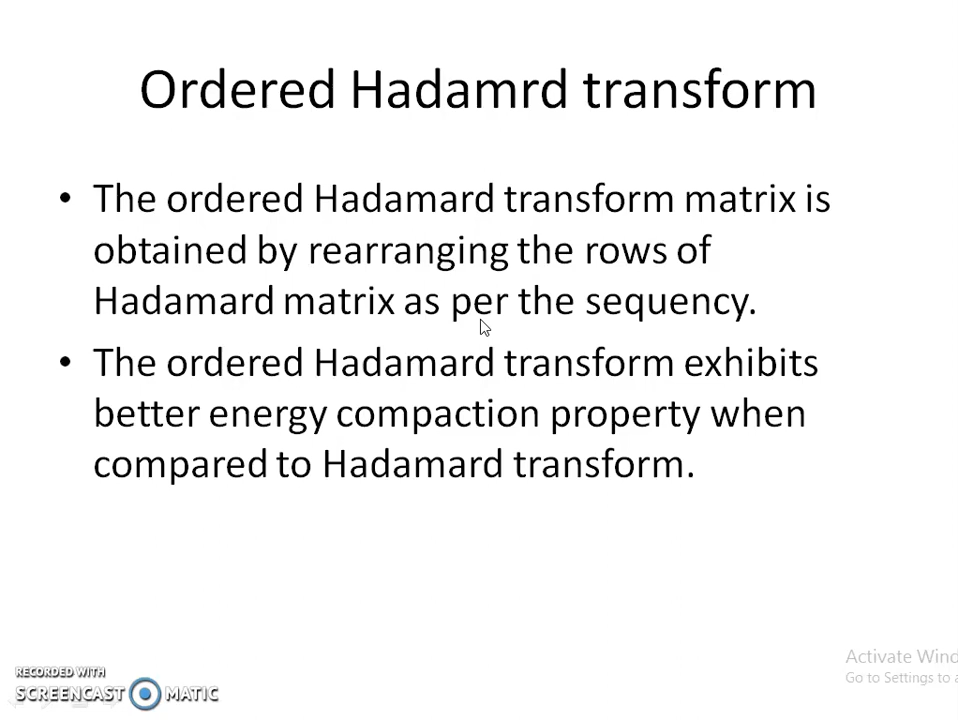 Ordered Hadamrd transform
• The ordered Hadamard transform matrix is
obtained by rearranging the rows of
Hadamard matrix as per the sequency.
• The ordered Hadamard transform exhibits
better energy compaction property when
compared to Hadamard transform.
Activate Wind
Go to Settings to a
RECORDED WITH
SCREENCAST MATIC